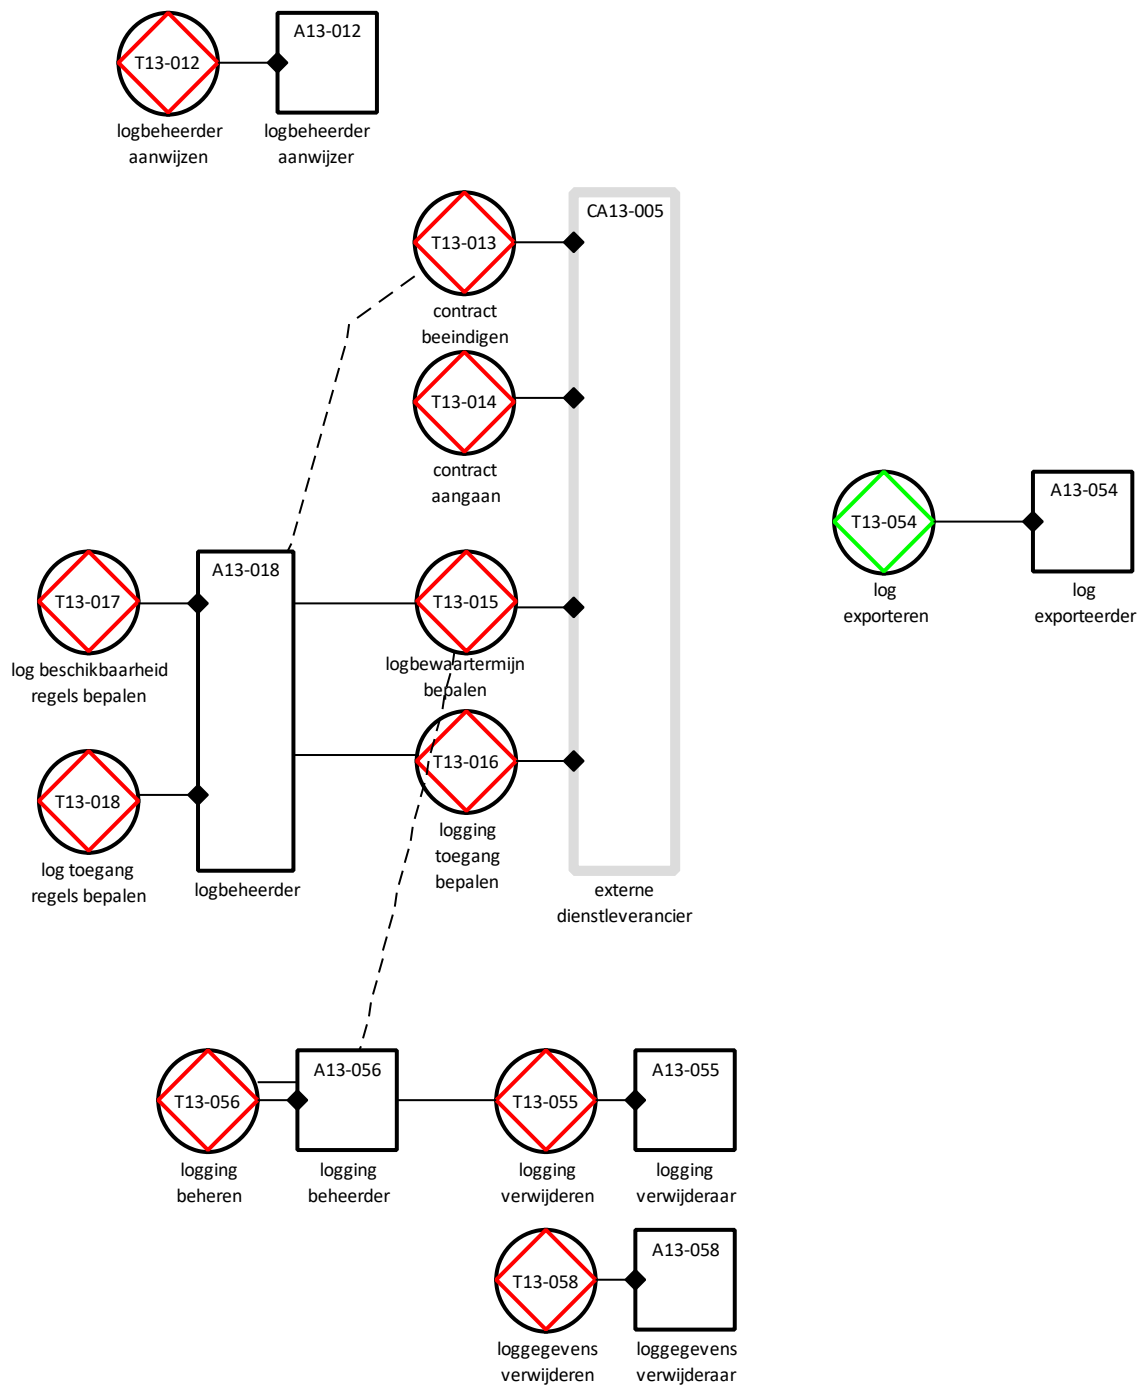 T13-012
A13-012
logbeheerder
aanwijzen
logbeheerder
aanwijzer
T13-013
CA13-005
contract
beeindigen
T13-014
contract
aangaan
T13-054
A13-054
log
exporteren
log
exporteerder
T13-017
A13-018
T13-015
log beschikbaarheid
regels bepalen
logbewaartermijn
bepalen
T13-018
T13-016
log toegang
regels bepalen
logbeheerder
logging
toegang
bepalen
externe
dienstleverancier
T13-056
A13-056
T13-055
A13-055
logging
beheren
logging
beheerder
logging
verwijderen
logging
verwijderaar
T13-058
A13-058
loggegevens
verwijderen
loggegevens
verwijderaar